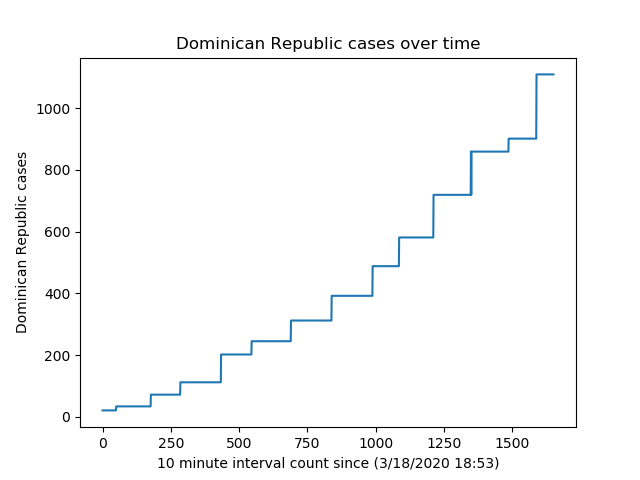 Dominican Republic cases over time
Dominican Republic cases
1000
800
600
400
200
0
0 250 500 750 1000 1250 1500
10 minute interval count since (3/18/2020 18:53)